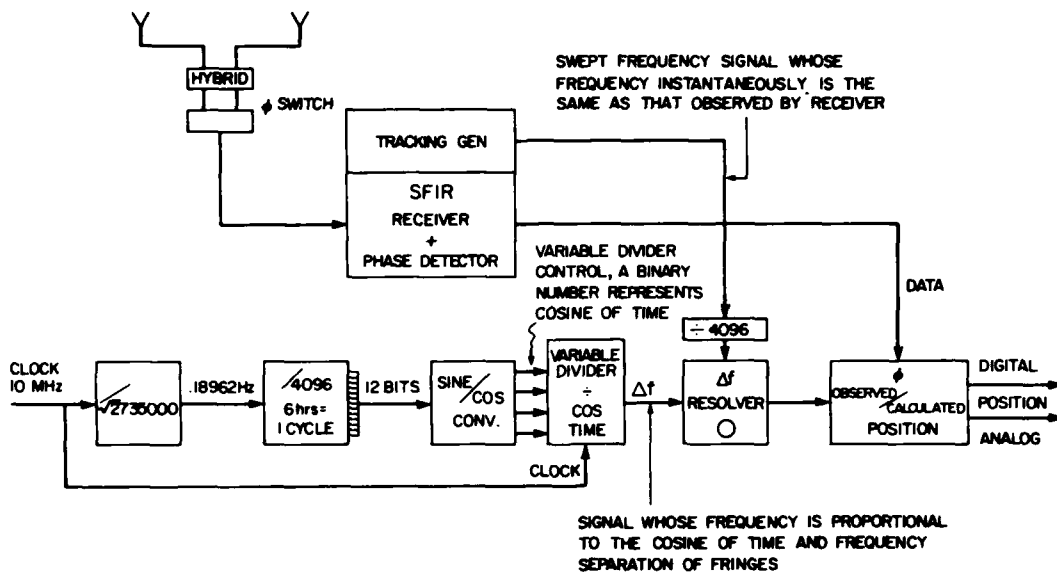 HYBRID
ϕ SWITCH
SWEPT FREQUENCY SIGNAL WHOSE
FREQUENCY INSTANTANEOUSLY IS THE
SAME AS THAT OBSERVED BY RECEIVER
TRACKING GEN
SFIR
RECEIVER
+
PHASE DETECTOR
VARIABLE DIVIDER
CONTROL, A BINARY
NUMBER REPRESENTS
COSINE OF TIME
DATA
÷ 4096
CLOCK
10 MHz
√2735000
.18962Hz
/4096
6hrs=
1 CYCLE
12 BITS
SINE/COS
CONV.
VARIABLE
DIVIDER
÷
COS
TIME
CLOCK
Δf
Δf
RESOLVER
ϕ
OBSERVED/CALCULATED
POSITION
DIGITAL
POSITION
ANALOG
SIGNAL WHOSE FREQUENCY IS PROPORTIONAL
TO THE COSINE OF TIME AND FREQUENCY
SEPARATION OF FRINGES